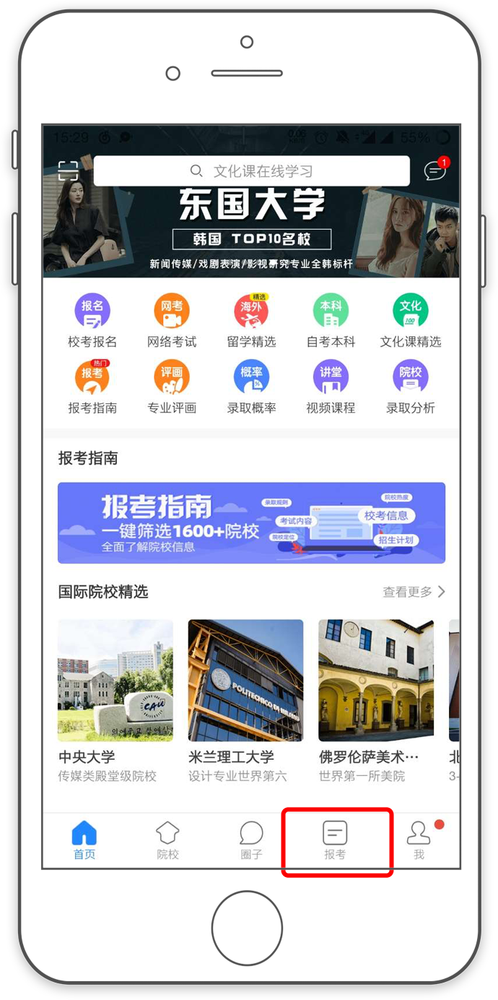 15:29
0.06
KB/S
4G
55%
文化课在线学习
1
东国大学
韩国 TOP10名校
新闻传媒/戏剧表演/影视研究专业全韩标杆
报名
网考
精选
海外
本科
文化
100
校考报名
网络考试
留学精选
自考本科
文化课精选
热门
报考
评画
概率
讲堂
院校
报考指南
专业评画
录取概率
视频课程
录取分析
报考指南
报考指南
一键筛选1600+院校
全面了解院校信息
录取规则
院校热度
考试内容
校考信息
院校定位
招生计划
国际院校精选
查看更多
CAU
POLITECNICO DI MILANO
中央大学
米兰理工大学
佛罗伦萨美术…
北
传媒类殿堂级院校
设计专业世界第六
世界第一所美院
3-
首页
院校
圈子
报考
我